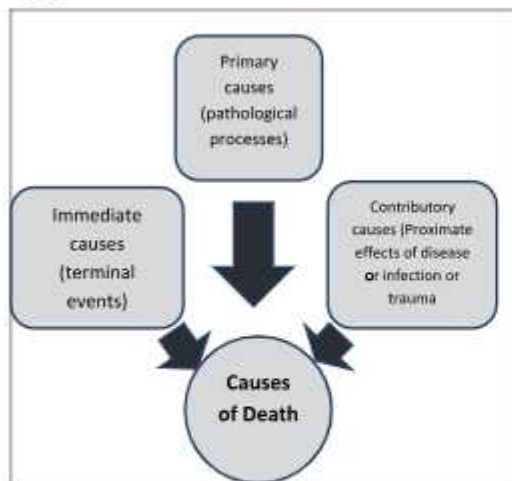 Primary
causes
(pathological
processes)
Immediate
causes
(terminal
events)
Contributory
causes (Proximate
effects of disease
or infection or
trauma
Causes
of Death